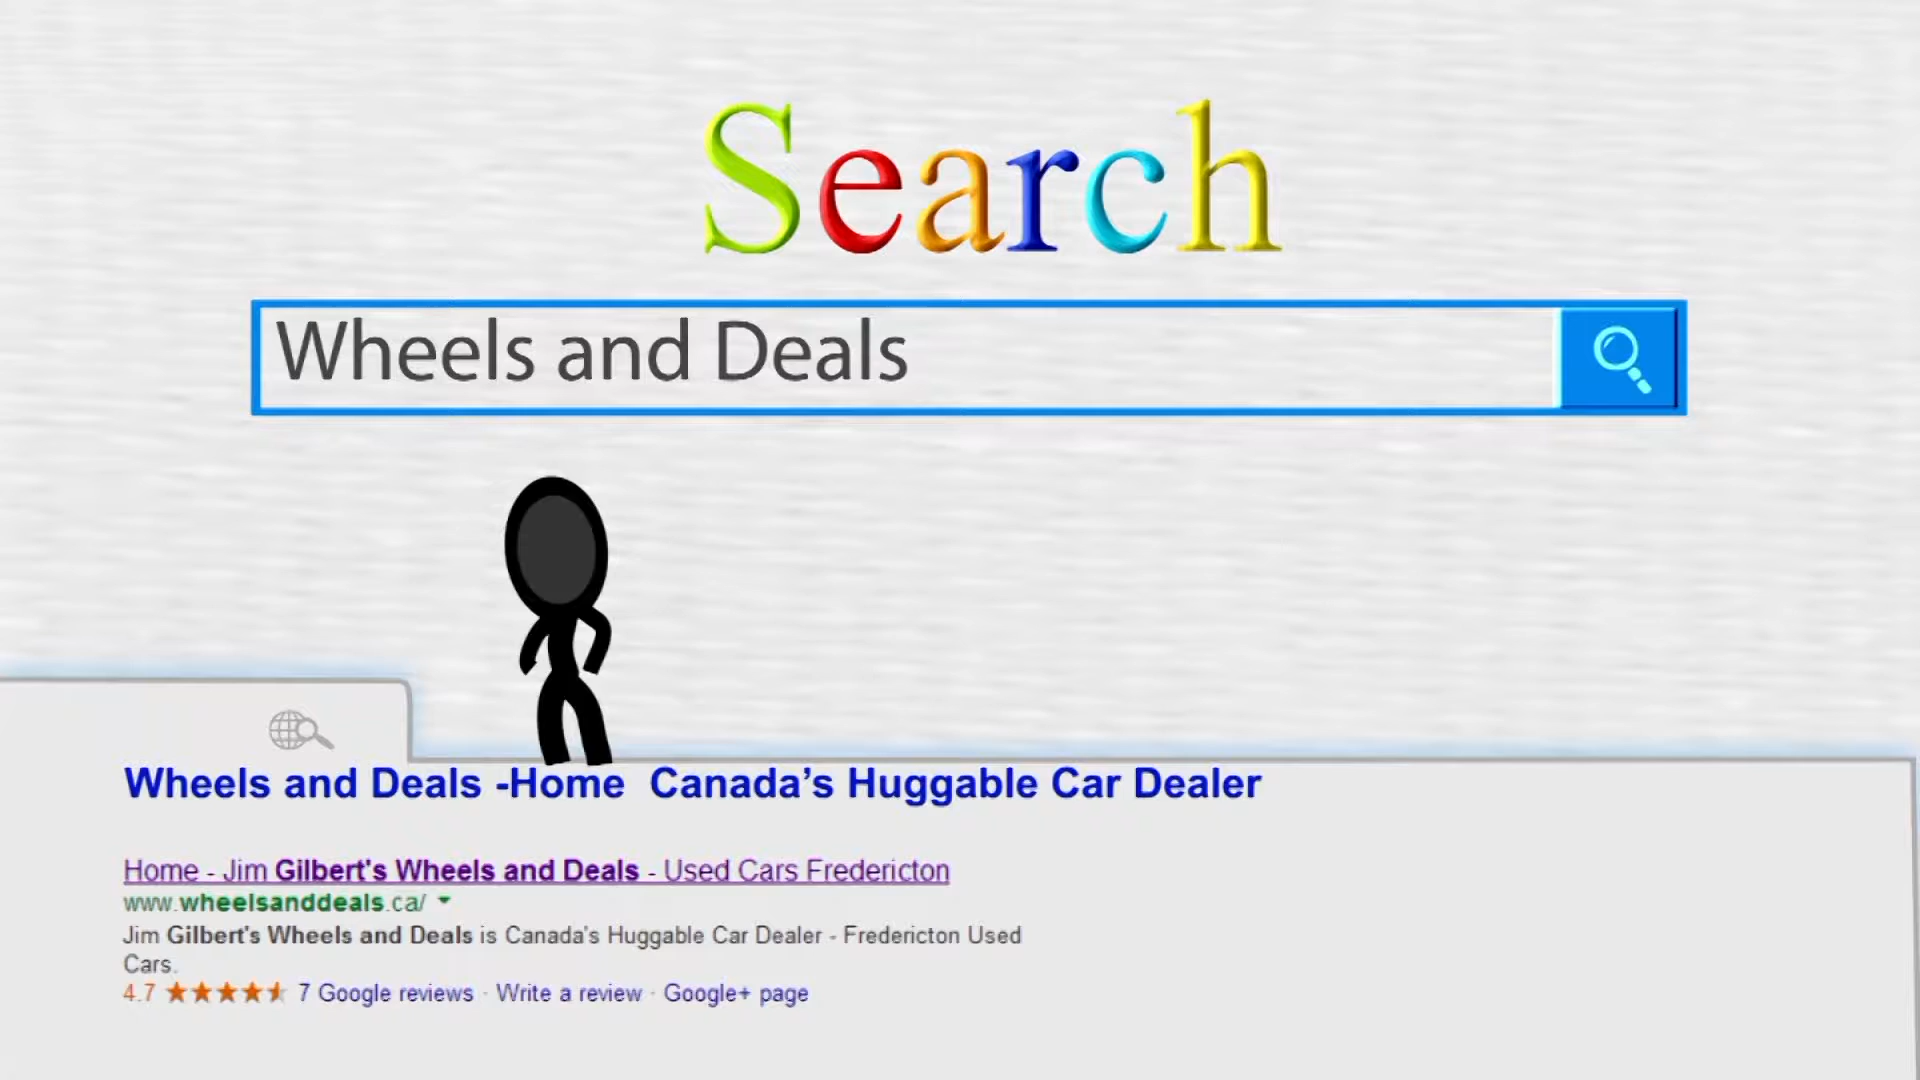 Search
Wheels and Deals
Wheels and Deals -Home  Canada’s Huggable Car Dealer
Home - Jim Gilbert's Wheels and Deals - Used Cars Fredericton
www.wheelsanddeals.ca/
Jim Gilbert's Wheels and Deals is Canada's Huggable Car Dealer - Fredericton Used
Cars.
4.7 ★★★★⯨ 7 Google reviews · Write a review · Google+ page